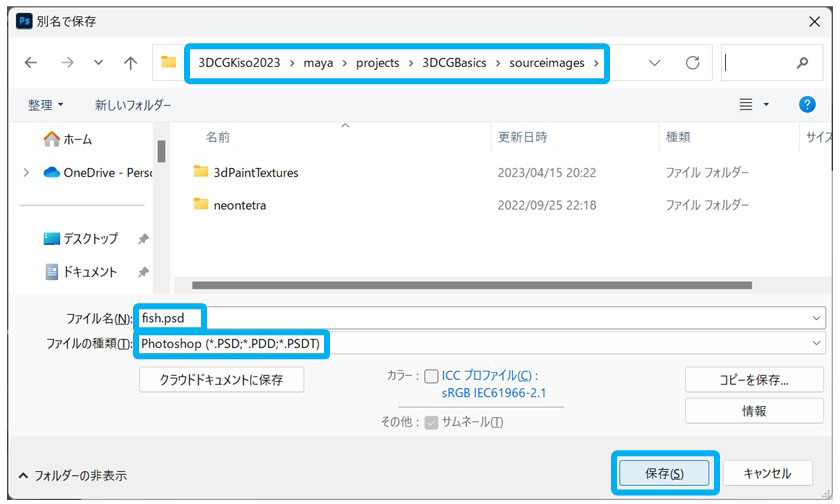 Ps 別名で保存
3DCGKiso2023 > maya > projects > 3DCGBasics > sourceimages >
整理 新しいフォルダー
?
ホーム
OneDrive - Perso
デスクトップ
ドキュメント
名前 更新日時 種類 サイズ
3dPaintTextures 2023/04/15 20:22 ファイル フォルダー
neontetra 2022/09/25 22:18 ファイル フォルダー
ファイル名(N): fish.psd
ファイルの種類(T): Photoshop (*.PSD;*.PDD;*.PSDT)
クラウドドキュメントに保存
カラー : ICC プロファイル(C) :
sRGB IEC61966-2.1
その他 : サムネール(T)
コピーを保存...
情報
フォルダーの非表示
保存(S)
キャンセル